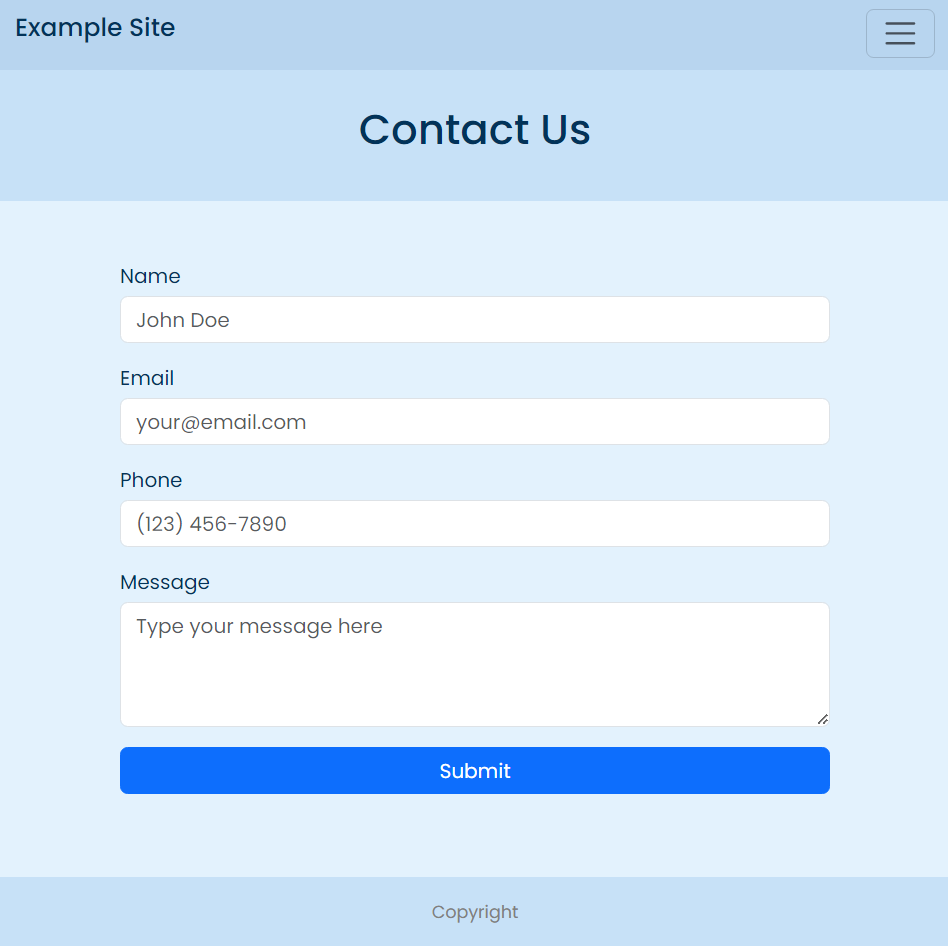 Example Site
Contact Us
Name
John Doe
Email
your@email.com
Phone
(123) 456-7890
Message
Type your message here
Submit
Copyright